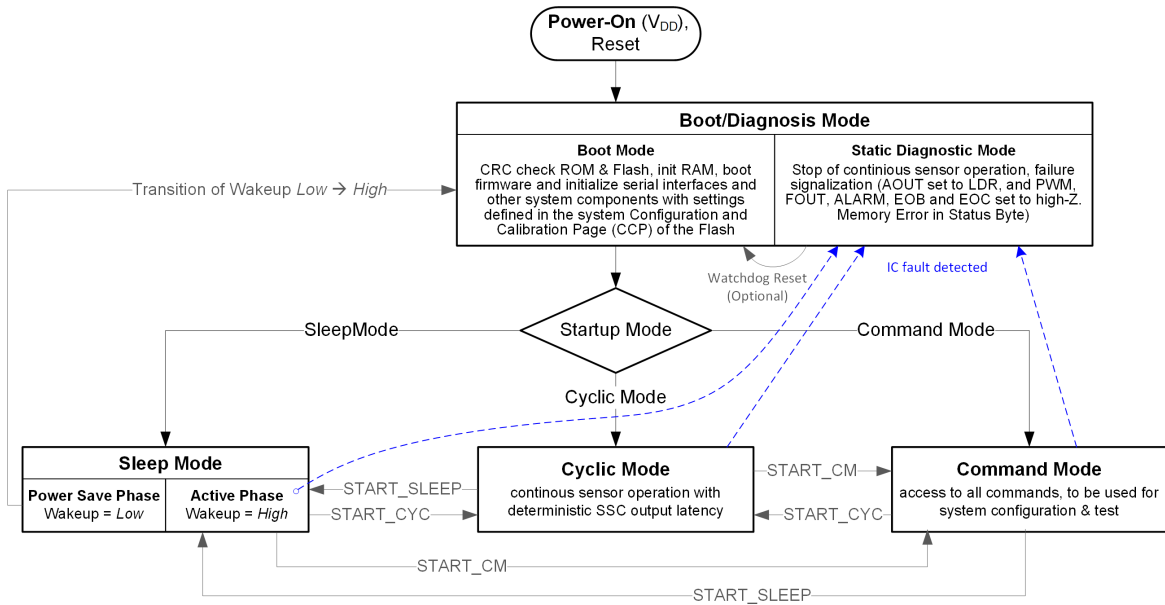 Power-On (VDD),
Reset
Boot/Diagnosis Mode
Boot Mode
CRC check ROM & Flash, init RAM, boot
firmware and initialize serial interfaces and
other system components with settings
defined in the system Configuration and
Calibration Page (CCP) of the Flash
Static Diagnostic Mode
Stop of continious sensor operation, failure
signalization (AOUT set to LDR, and PWM,
FOUT, ALARM, EOB and EOC set to high-Z.
Memory Error in Status Byte)
Transition of Wakeup Low → High
Watchdog Reset
(Optional)
IC fault detected
Startup Mode
SleepMode
Command Mode
Cyclic Mode
Sleep Mode
Power Save Phase
Wakeup = Low
Active Phase
Wakeup = High
START_SLEEP
START_CYC
Cyclic Mode
continous sensor operation with
deterministic SSC output latency
START_CM
START_CYC
Command Mode
access to all commands, to be used for
system configuration & test
START_CM
START_SLEEP